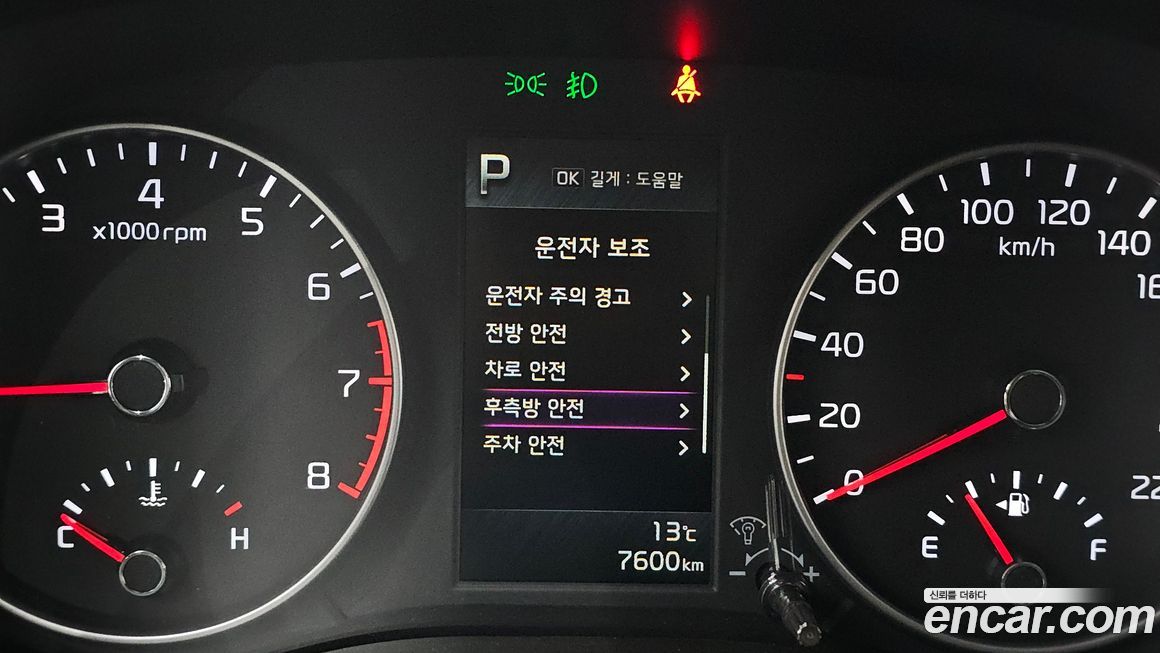 3
4
5
6
7
8
x1000 rpm
C
H
P
OK 길게 : 도움말
운전자 보조
운전자 주의 경고
전방 안전
차로 안전
후측방 안전
주차 안전
13℃
7600km
- +
0
20
40
60
80
100
120
140
km/h
E
F
신뢰를 더하다
encar.com